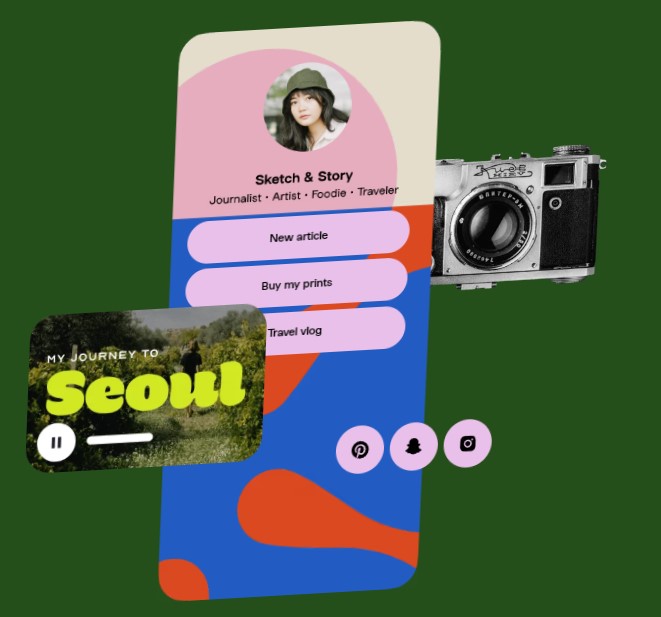 Sketch & Story
Journalist • Artist • Foodie • Traveler
New article
Buy my prints
Travel vlog
MY JOURNEY TO
Seoul